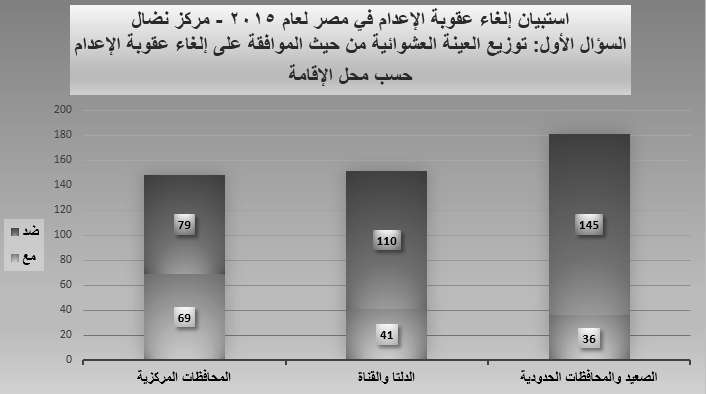 استبيان إلغاء عقوبة الإعدام في مصر لعام ٢٠١٥ - مركز نضال
السؤال الأول: توزيع العينة العشوائية من حيث الموافقة على إلغاء عقوبة الإعدام
حسب محل الإقامة
200
180
160
140
120
100
80
60
40
20
0
79
69
110
41
145
36
المحافظات المركزية
الدلتا والقناة
الصعيد والمحافظات الحدودية
ضد
مع